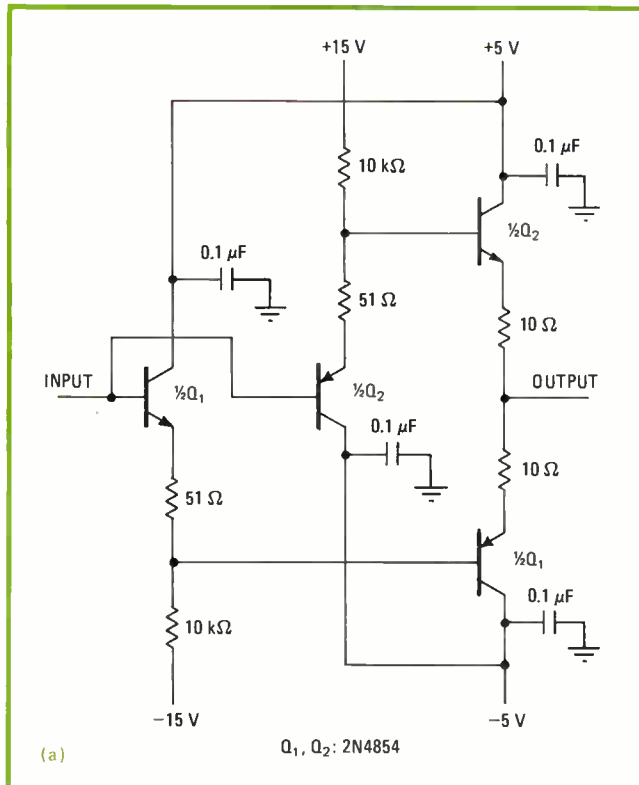 +15 V
+5 V
0.1 µF
10 kΩ
½Q₂
0.1 µF
51 Ω
10 Ω
INPUT
½Q₁
½Q₂
OUTPUT
0.1 µF
10 Ω
51 Ω
½Q₁
0.1 µF
10 kΩ
−15 V
−5 V
(a)
Q₁, Q₂: 2N4854